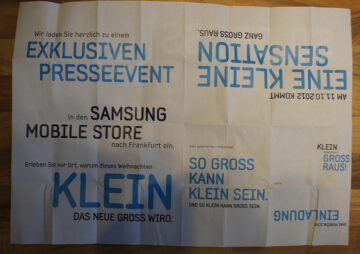 Wir laden Sie herzlich zu einem
EXKLUSIVEN
PRESSEEVENT
in den SAMSUNG
MOBILE STORE
nach Frankfurt ein.
Erleben Sie vor Ort, warum dieses Weihnachten
KLEIN
DAS NEUE GROSS WIRD.
AM 11.10.2012 KOMMT
EINE KLEINE
SENSATION
GANZ GROSS RAUS.
SO GROSS
KANN
KLEIN SEIN.
UND SO KLEIN KANN GROSS SEIN.
KLEIN
GROSS
RAUS!
EINLADUNG